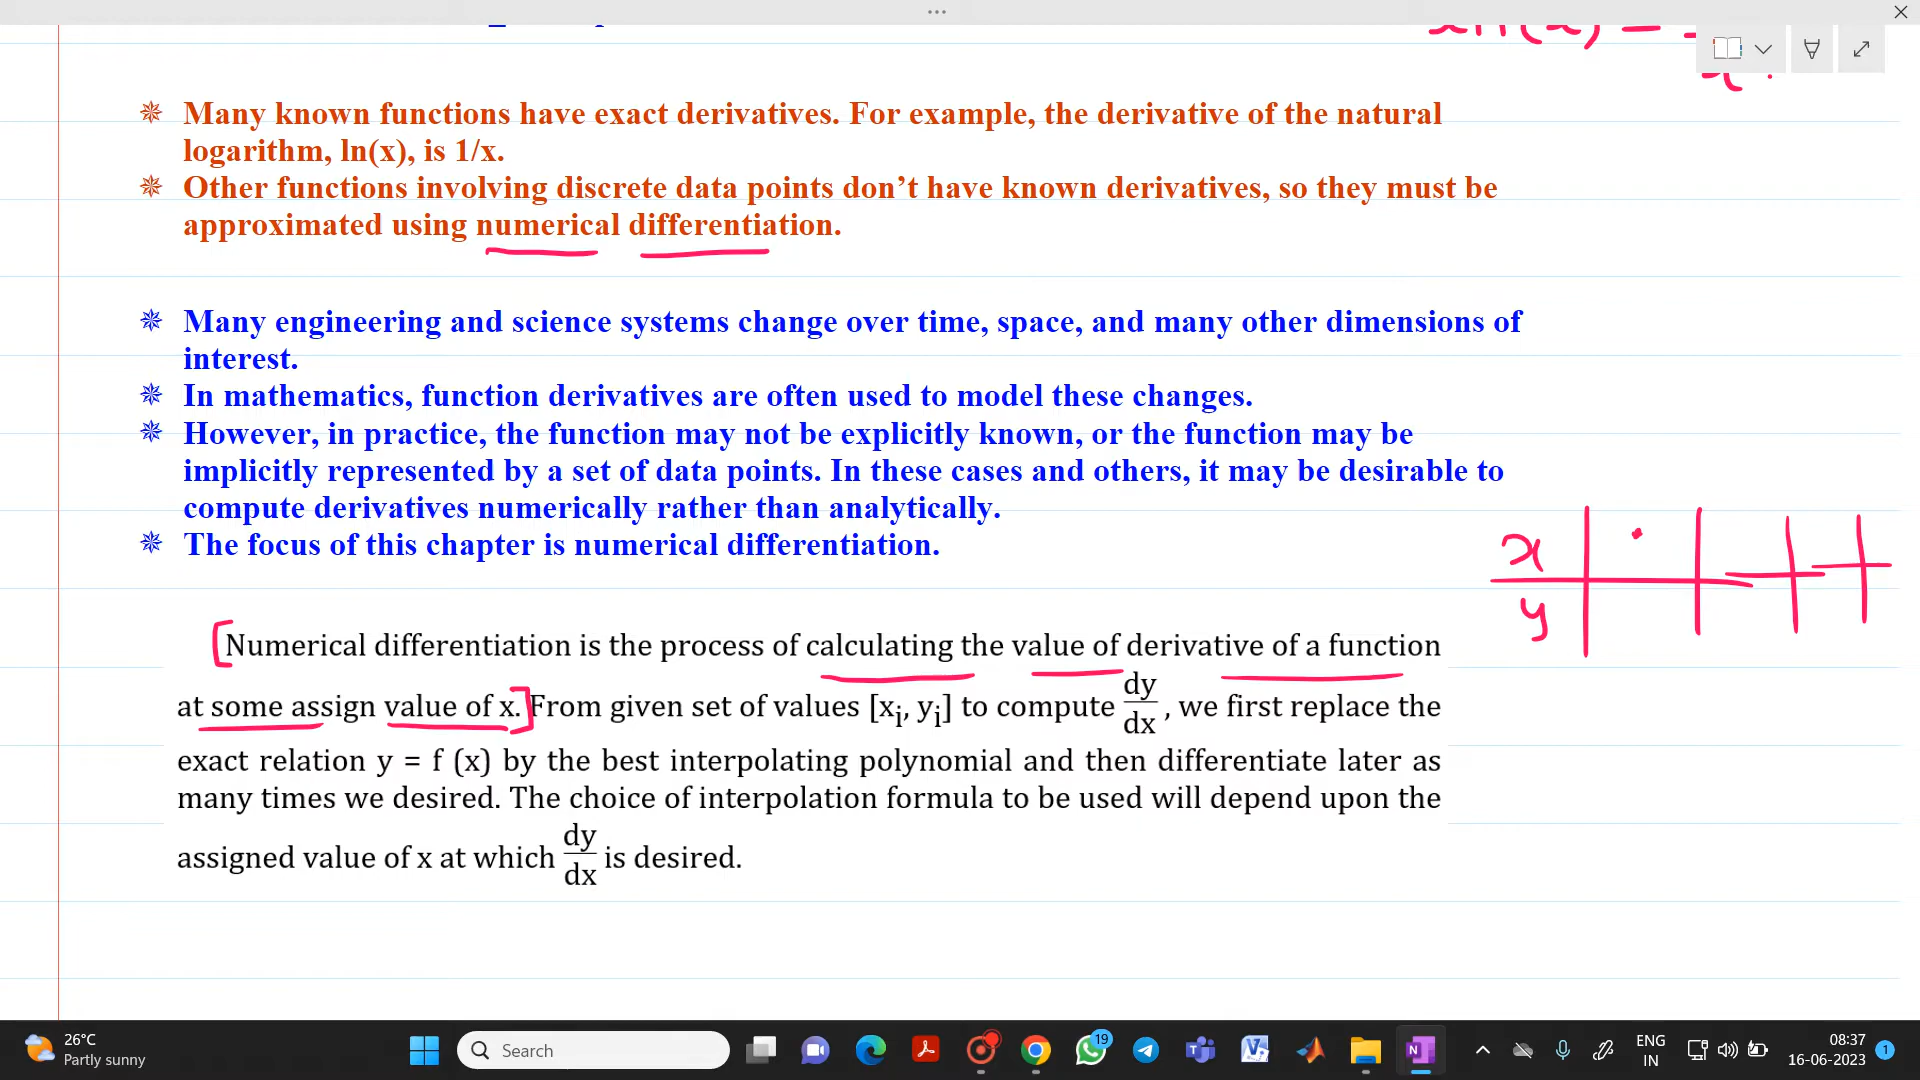 Many known functions have exact derivatives. For example, the derivative of the natural
logarithm, ln(x), is 1/x.
Other functions involving discrete data points don’t have known derivatives, so they must be
approximated using numerical differentiation.
Many engineering and science systems change over time, space, and many other dimensions of
interest.
In mathematics, function derivatives are often used to model these changes.
However, in practice, the function may not be explicitly known, or the function may be
implicitly represented by a set of data points. In these cases and others, it may be desirable to
compute derivatives numerically rather than analytically.
The focus of this chapter is numerical differentiation.
x
y
[Numerical differentiation is the process of calculating the value of derivative of a function
at some assign value of x.] From given set of values [xᵢ, yᵢ] to compute dy/dx, we first replace the
exact relation y = f (x) by the best interpolating polynomial and then differentiate later as
many times we desired. The choice of interpolation formula to be used will depend upon the
assigned value of x at which dy/dx is desired.
26°C
Partly sunny
Search
19
ENG
IN
08:37
16-06-2023
1